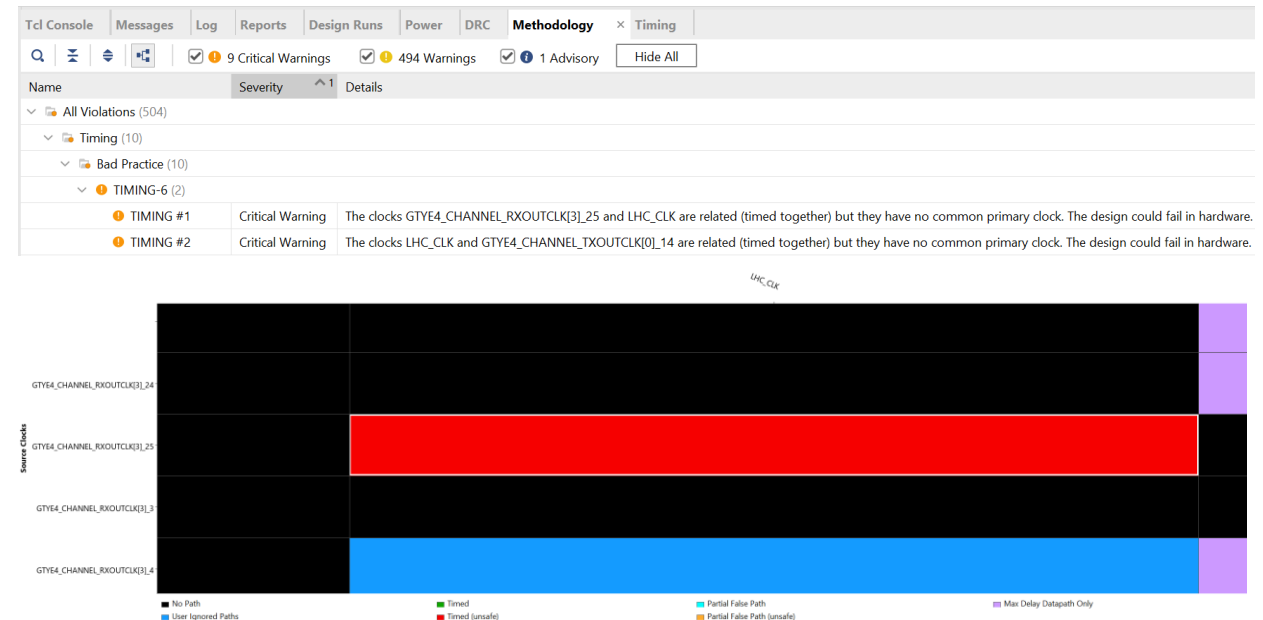 Tcl Console Messages Log Reports Design Runs Power DRC Methodology × Timing
9 Critical Warnings 494 Warnings 1 Advisory Hide All
Name Severity 1 Details
All Violations (504)
Timing (10)
Bad Practice (10)
TIMING-6 (2)
TIMING #1 Critical Warning The clocks GTYE4_CHANNEL_RXOUTCLK[3]_25 and LHC_CLK are related (timed together) but they have no common primary clock. The design could fail in hardware.
TIMING #2 Critical Warning The clocks LHC_CLK and GTYE4_CHANNEL_TXOUTCLK[0]_14 are related (timed together) but they have no common primary clock. The design could fail in hardware.
LHC_CLK
Source Clocks
GTYE4_CHANNEL_RXOUTCLK[3]_24
GTYE4_CHANNEL_RXOUTCLK[3]_25
GTYE4_CHANNEL_RXOUTCLK[3]_3
GTYE4_CHANNEL_RXOUTCLK[3]_4
No Path Timed Partial False Path Max Delay Datapath Only
User Ignored Paths Timed (unsafe) Partial False Path (unsafe)